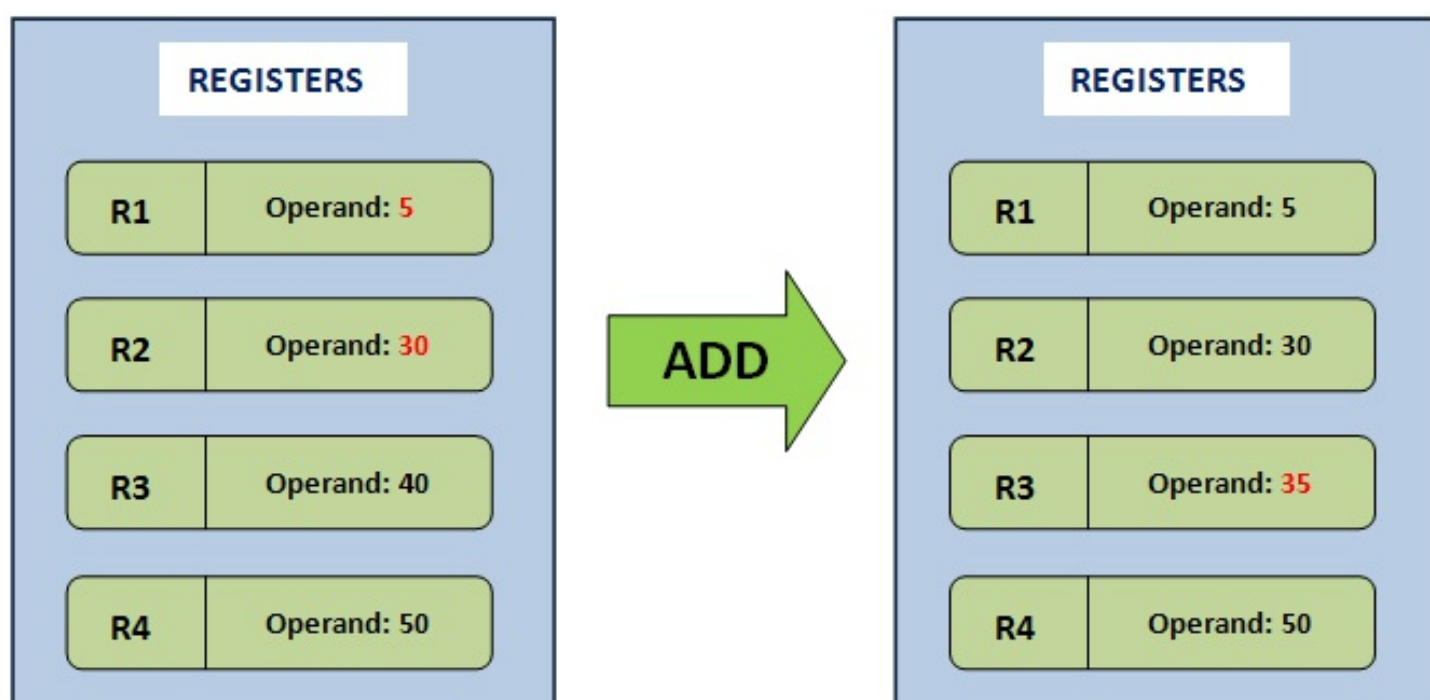 REGISTERS
R1 Operand: 5
R2 Operand: 30
R3 Operand: 40
R4 Operand: 50
ADD
REGISTERS
R1 Operand: 5
R2 Operand: 30
R3 Operand: 35
R4 Operand: 50